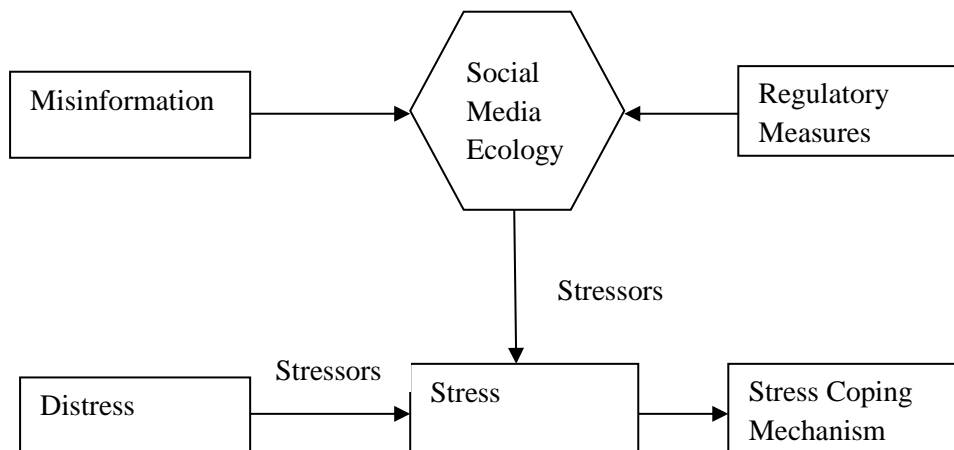 Misinformation
Social
Media
Ecology
Regulatory
Measures
Stressors
Stressors
Distress
Stress
Stress Coping
Mechanism